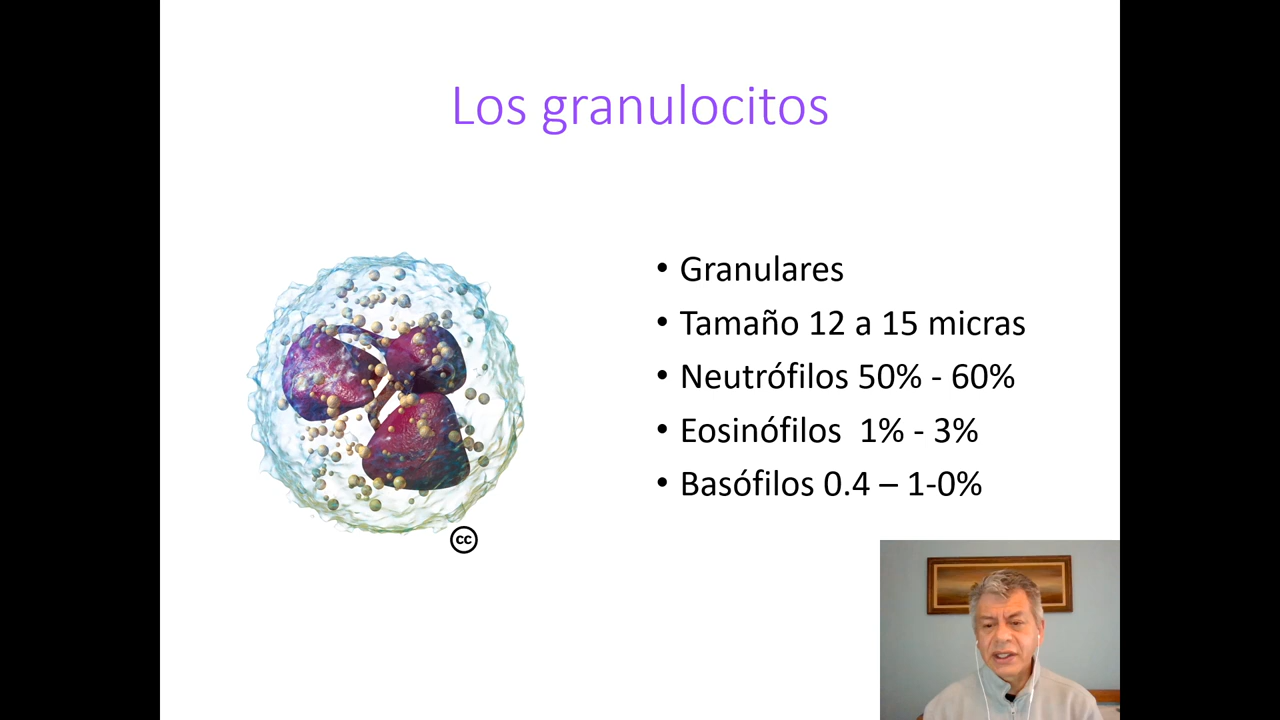 Los granulocitos
• Granulares
• Tamaño 12 a 15 micras
• Neutrófilos 50% - 60%
• Eosinófilos  1% - 3%
• Basófilos 0.4 – 1-0%
cc